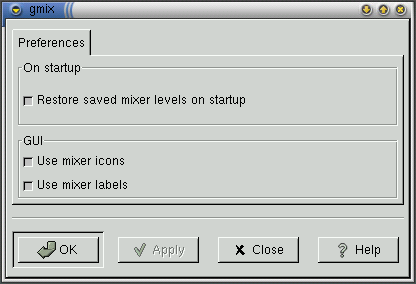 gmix
Preferences
On startup
Restore saved mixer levels on startup
GUI
Use mixer icons
Use mixer labels
OK Apply Close Help